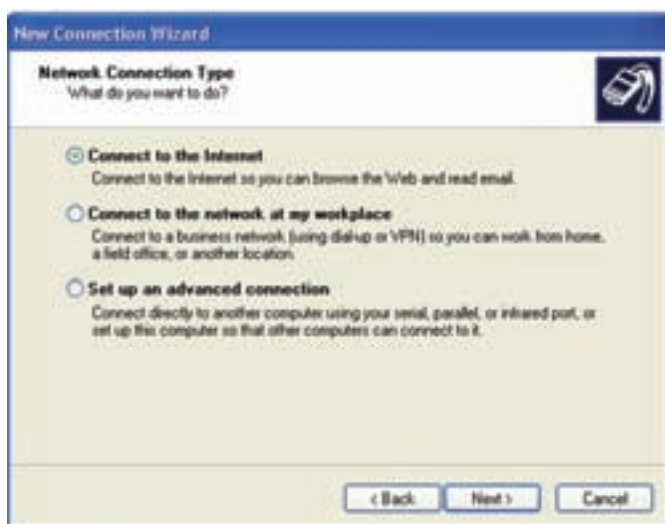 New Connection Wizard
Network Connection Type
What do you want to do?
Connect to the Internet
Connect to the Internet so you can browse the Web and read email.
Connect to the network at my workplace
Connect to a business network (using dial-up or VPN) so you can work from home,
a field office, or another location.
Set up an advanced connection
Connect directly to another computer using your serial, parallel, or infrared port, or
set up this computer so that other computers can connect to it.
< Back
Next >
Cancel